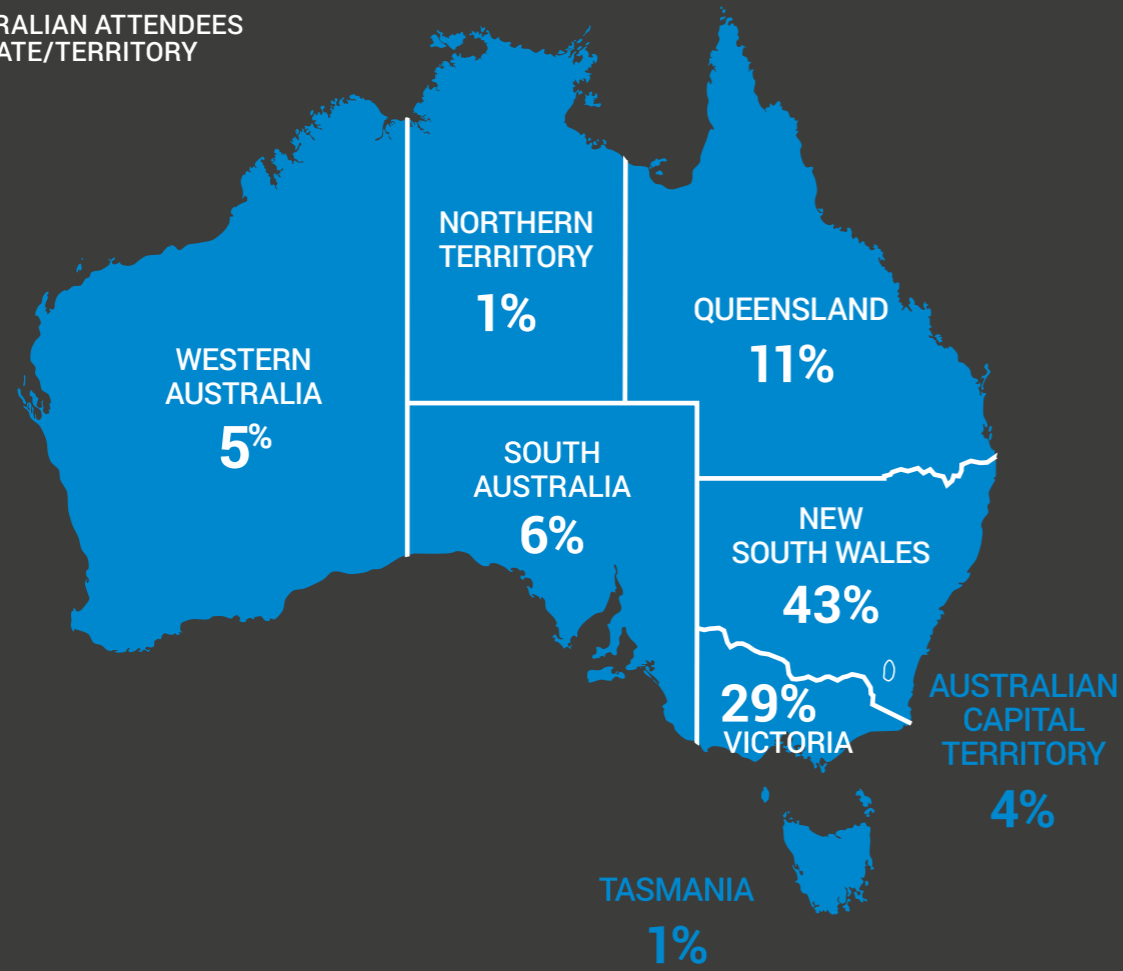 RALIAN ATTENDEES
ATE/TERRITORY
NORTHERN
TERRITORY
1%
QUEENSLAND
11%
WESTERN
AUSTRALIA
5%
SOUTH
AUSTRALIA
6%
NEW
SOUTH WALES
43%
29%
VICTORIA
AUSTRALIAN
CAPITAL
TERRITORY
4%
TASMANIA
1%